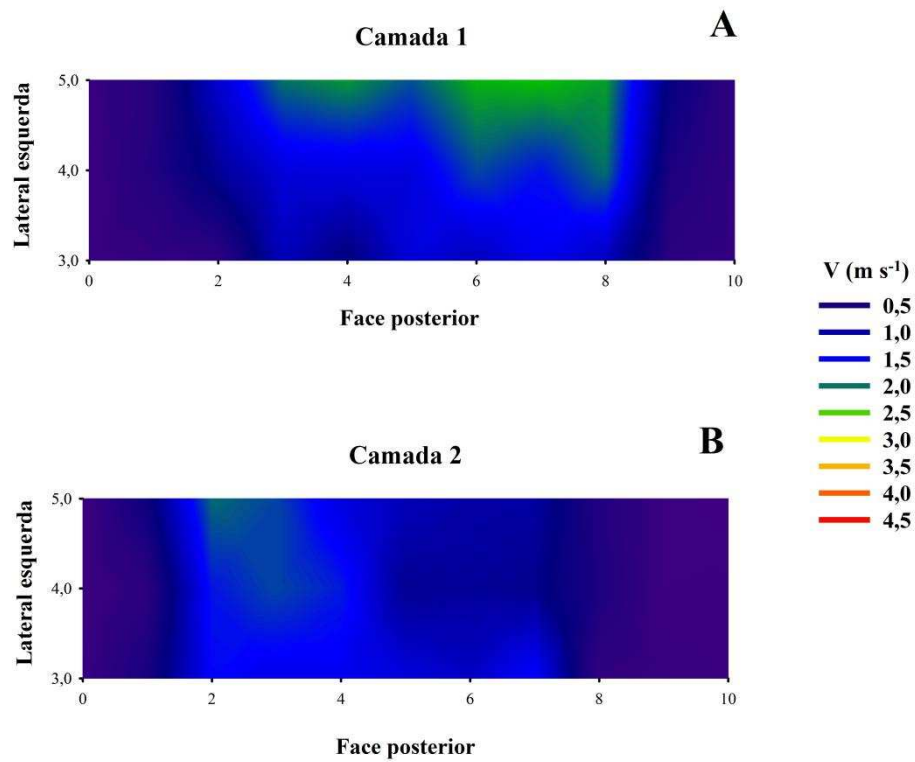 A
Camada 1
Lateral esquerda
5,0
4,0
3,0
0 2 4 6 8 10
Face posterior
V (m s⁻¹)
0,5
1,0
1,5
2,0
2,5
3,0
3,5
4,0
4,5
B
Camada 2
Lateral esquerda
5,0
4,0
3,0
0 2 4 6 8 10
Face posterior